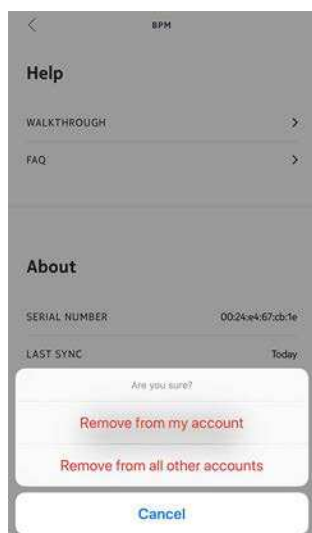 BPM
Help
WALKTHROUGH
FAQ
About
SERIAL NUMBER 00:24:e4:67:cb:1e
LAST SYNC Today
Are you sure?
Remove from my account
Remove from all other accounts
Cancel